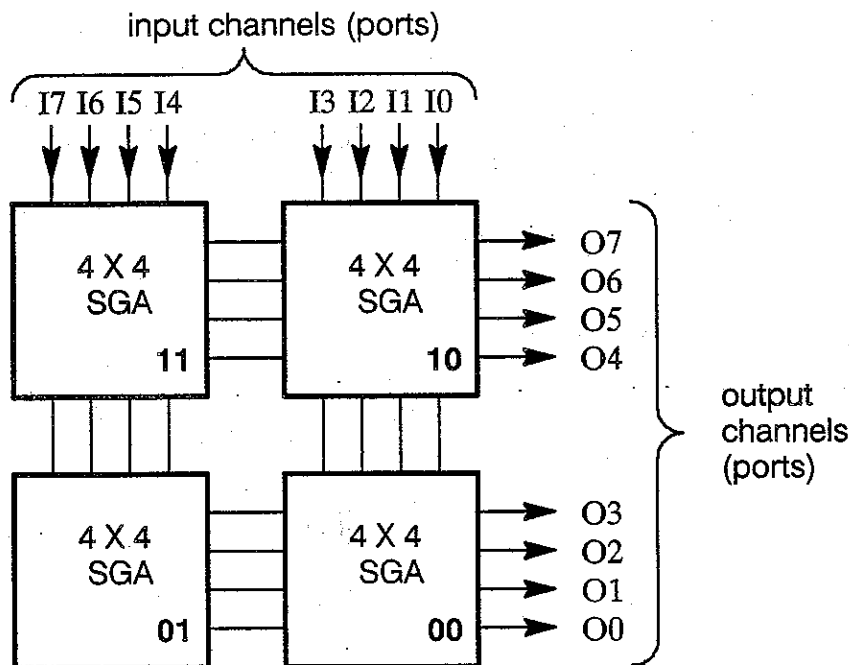 input channels (ports)
I7 I6 I5 I4 I3 I2 I1 I0
4 X 4
SGA
11
4 X 4
SGA
10
O7
O6
O5
O4
output
channels
(ports)
4 X 4
SGA
01
4 X 4
SGA
00
O3
O2
O1
O0